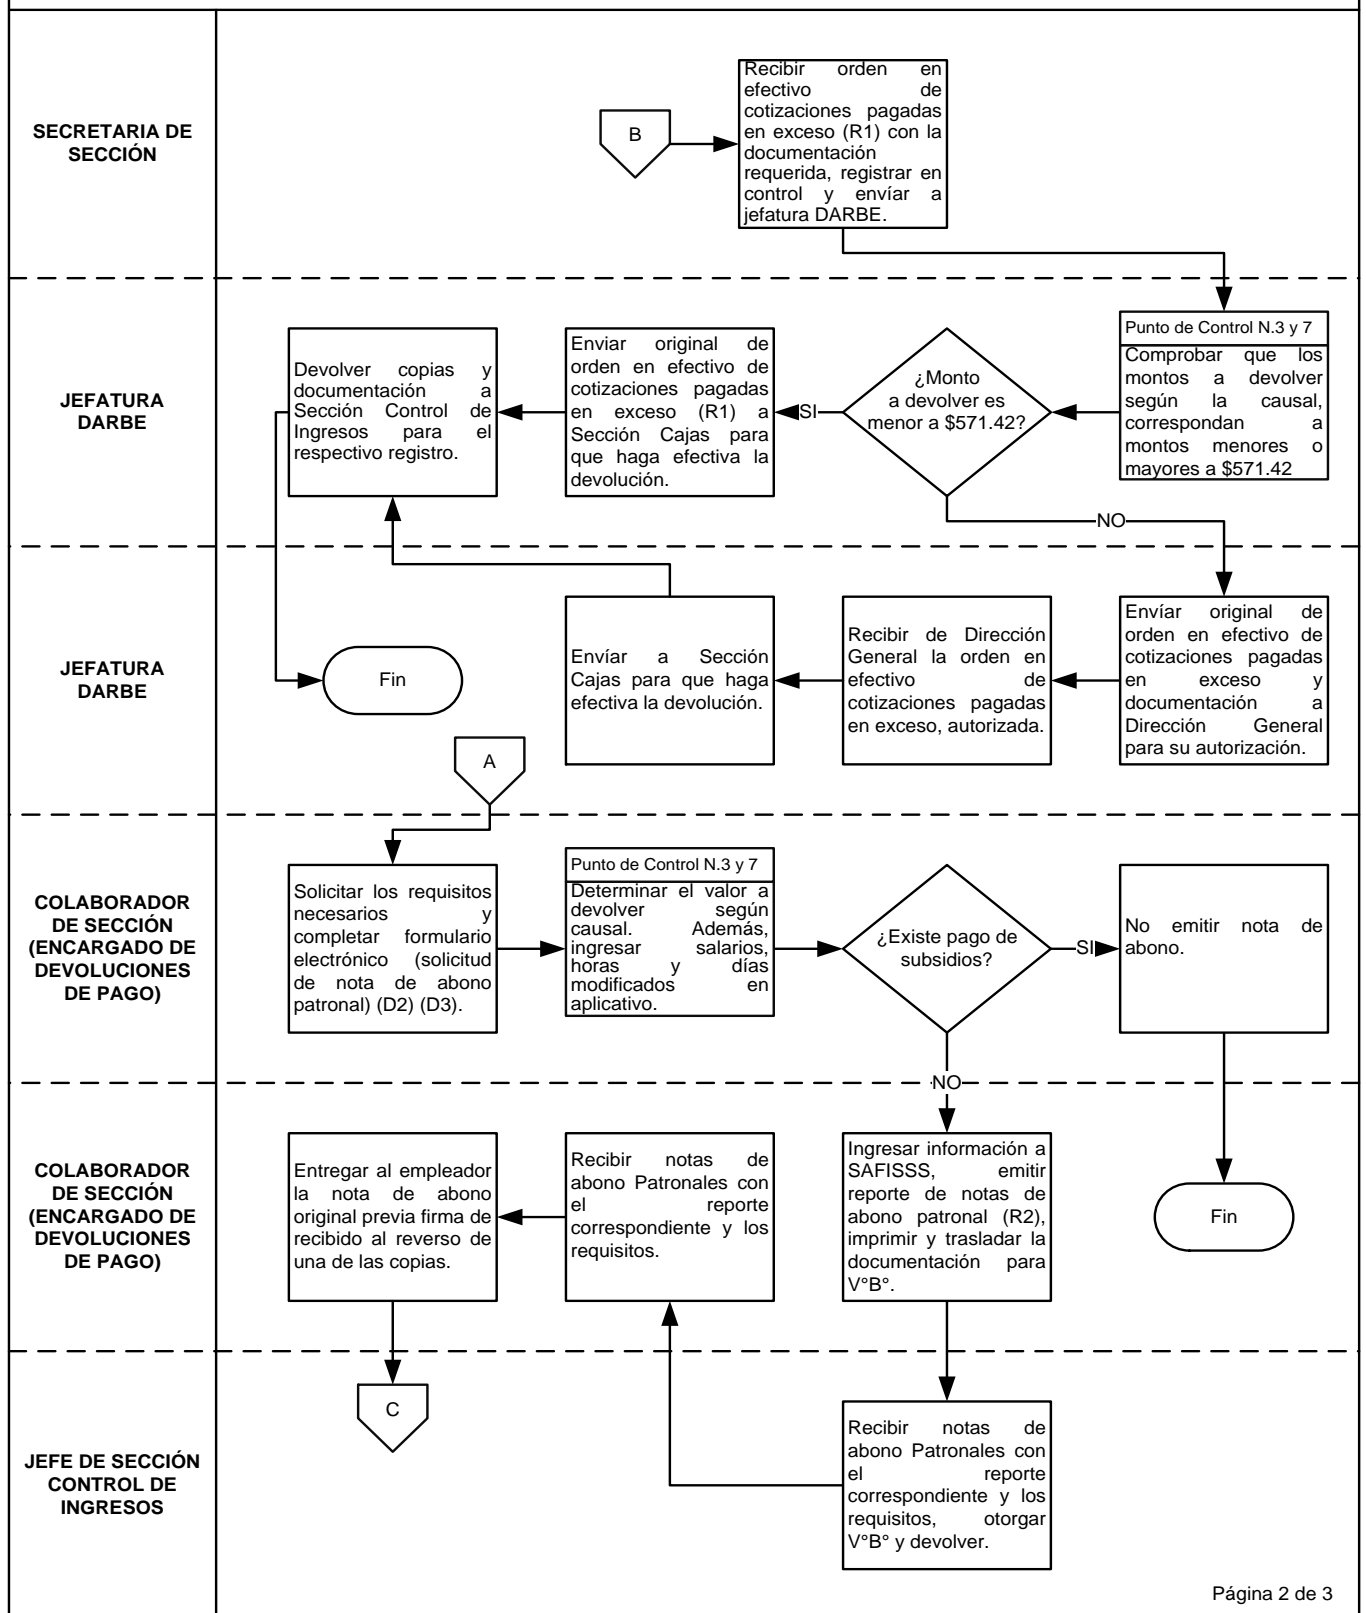 SECRETARIA DE
SECCIÓN
B
Recibir orden en
efectivo de
cotizaciones pagadas
en exceso (R1) con la
documentación
requerida, registrar en
control y envíar a
jefatura DARBE.
JEFATURA
DARBE
Devolver copias y
documentación a
Sección Control de
Ingresos para el
respectivo registro.
Enviar original de
orden en efectivo de
cotizaciones pagadas
en exceso (R1) a
Sección Cajas para
que haga efectiva la
devolución.
SI
¿Monto
a devolver es
menor a $571.42?
Punto de Control N.3 y 7
Comprobar que los
montos a devolver
según la causal,
correspondan a
montos menores o
mayores a $571.42
NO
JEFATURA
DARBE
Fin
Envíar a Sección
Cajas para que haga
efectiva la devolución.
Recibir de Dirección
General la orden en
efectivo de
cotizaciones pagadas
en exceso, autorizada.
Envíar original de
orden en efectivo de
cotizaciones pagadas
en exceso y
documentación a
Dirección General
para su autorización.
A
COLABORADOR
DE SECCIÓN
(ENCARGADO DE
DEVOLUCIONES
DE PAGO)
Solicitar los requisitos
necesarios y
completar formulario
electrónico (solicitud
de nota de abono
patronal) (D2) (D3).
Punto de Control N.3 y 7
Determinar el valor a
devolver según
causal. Además,
ingresar salarios,
horas y días
modificados en
aplicativo.
¿Existe pago de
subsidios?
SI
No emitir nota de
abono.
NO
COLABORADOR
DE SECCIÓN
(ENCARGADO DE
DEVOLUCIONES
DE PAGO)
Entregar al empleador
la nota de abono
original previa firma de
recibido al reverso de
una de las copias.
Recibir notas de
abono Patronales con
el reporte
correspondiente y los
requisitos.
Ingresar información a
SAFISSS, emitir
reporte de notas de
abono patronal (R2),
imprimir y trasladar la
documentación para
V°B°.
Fin
C
JEFE DE SECCIÓN
CONTROL DE
INGRESOS
Recibir notas de
abono Patronales con
el reporte
correspondiente y los
requisitos, otorgar
V°B° y devolver.
Página 2 de 3